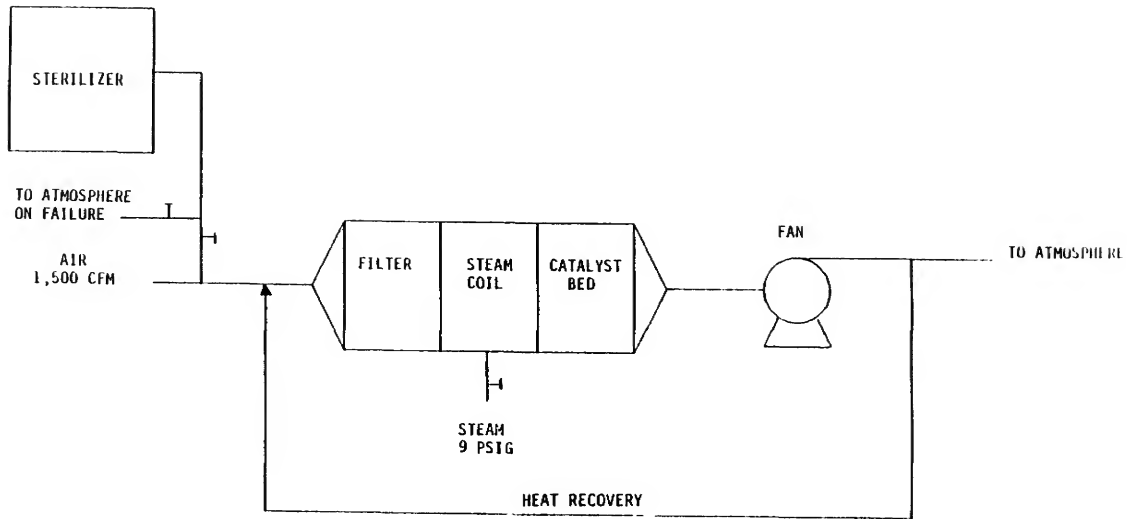 STERILIZER
TO ATMOSPHERE
ON FAILURE
AIR
1,500 CFM
FILTER
STEAM
COIL
CATALYST
BED
FAN
TO ATMOSPHERE
STEAM
9 PSIG
HEAT RECOVERY